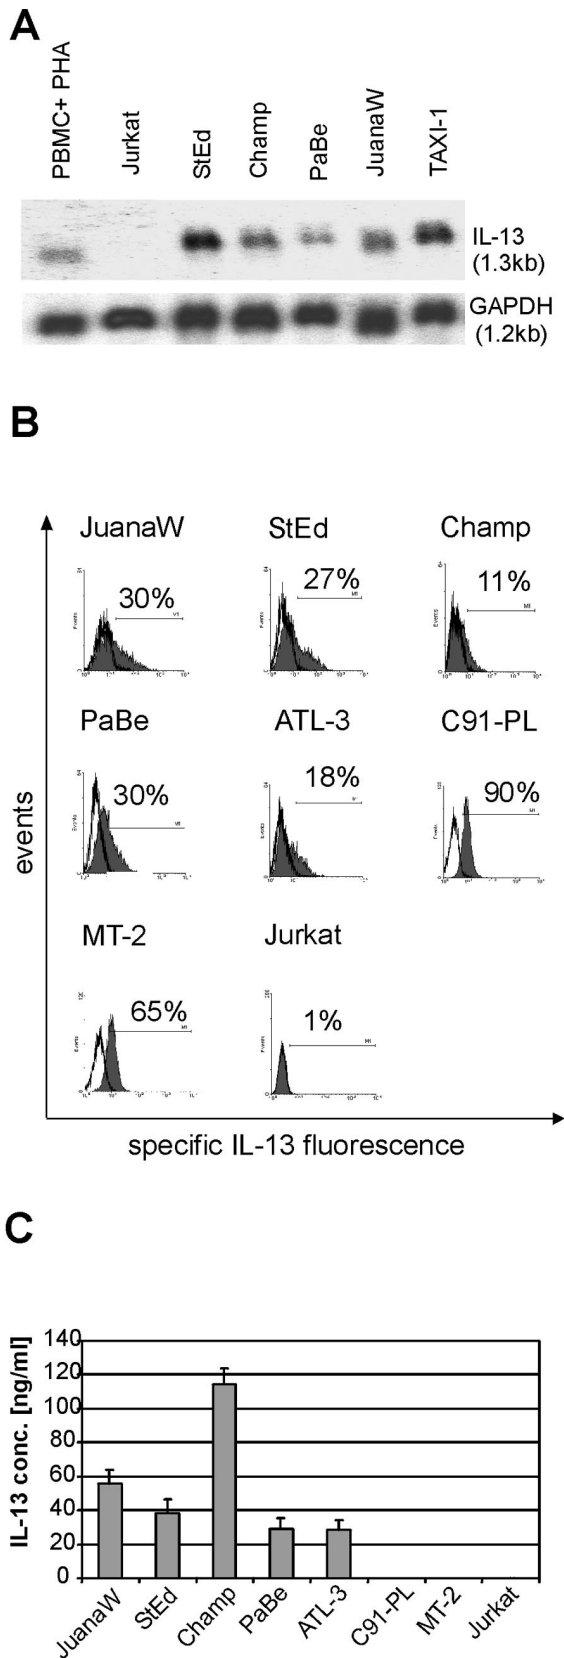 A
PBMC+ PHA
Jurkat
StEd
Champ
PaBe
JuanaW
TAXI-1
IL-13
(1.3kb)
GAPDH
(1.2kb)
B
JuanaW
StEd
Champ
30%
27%
11%
PaBe
ATL-3
C91-PL
30%
18%
90%
MT-2
Jurkat
65%
1%
events
specific IL-13 fluorescence
C
IL-13 conc. [ng/ml]
140
120
100
80
60
40
20
0
JuanaW
StEd
Champ
PaBe
ATL-3
C91-PL
MT-2
Jurkat